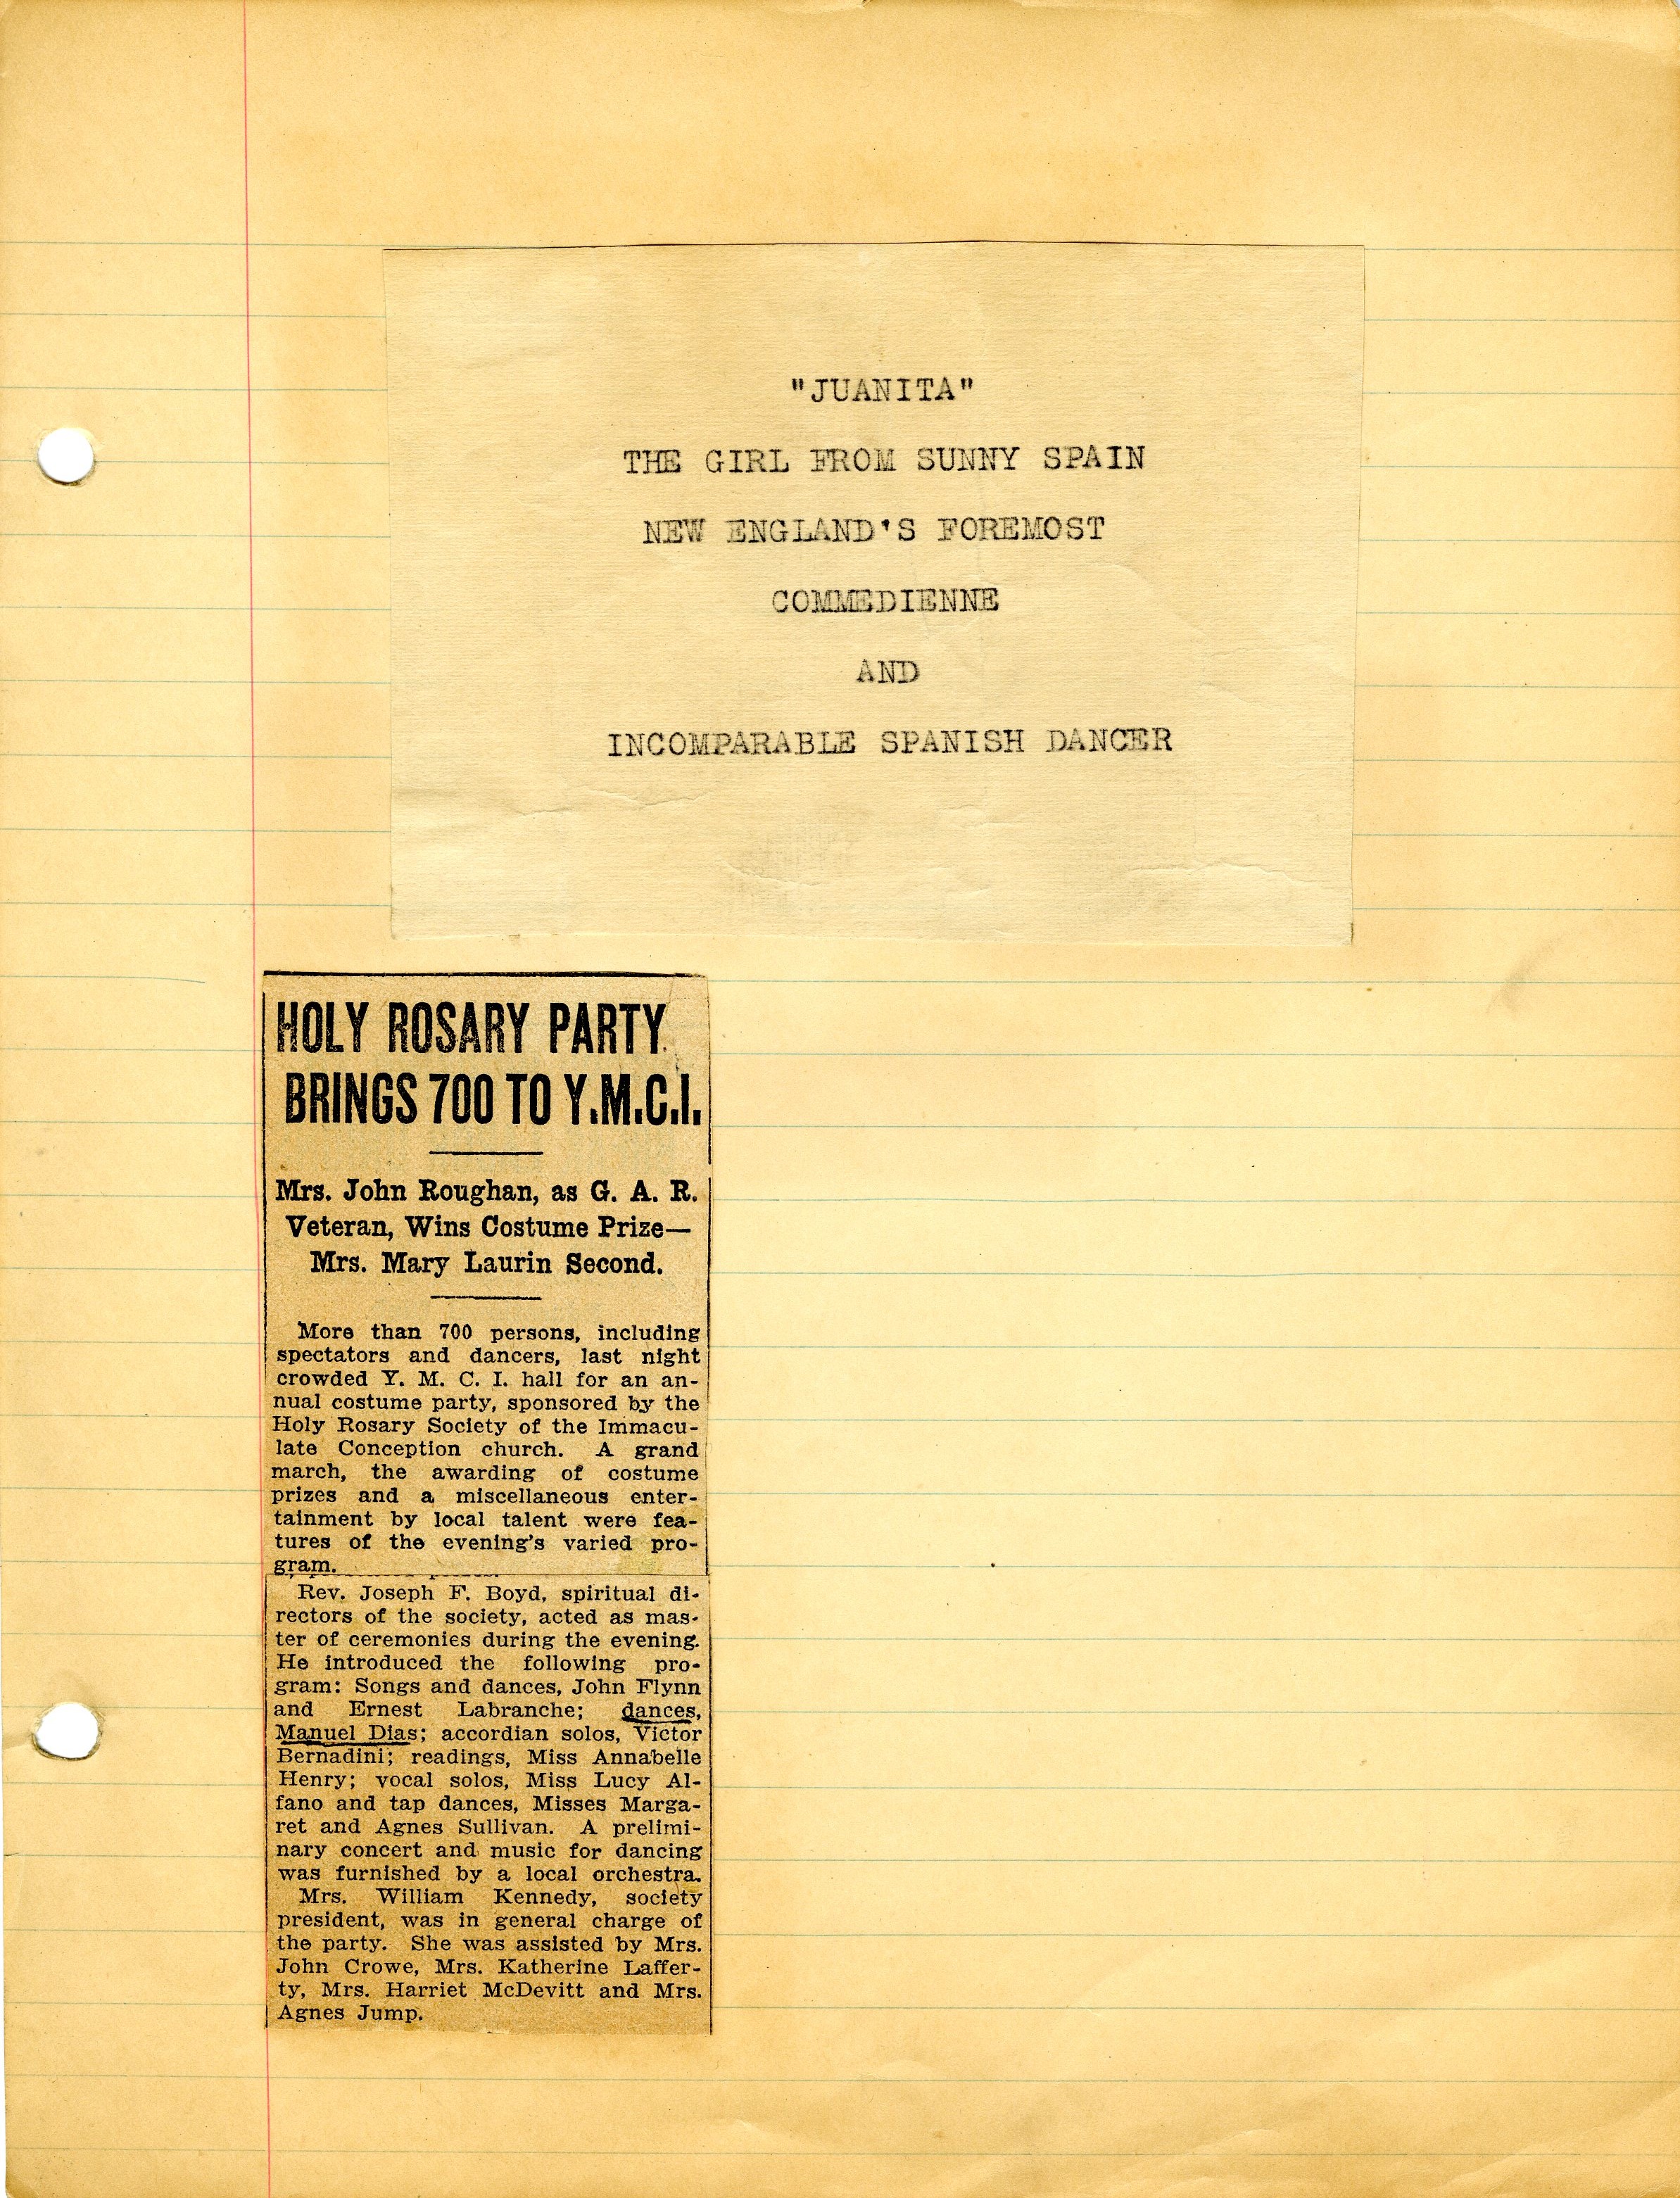 "JUANITA"
THE GIRL FROM SUNNY SPAIN
NEW ENGLAND'S FOREMOST
COMMEDIENNE
AND
INCOMPARABLE SPANISH DANCER
HOLY ROSARY PARTY
BRINGS 700 TO Y.M.C.I.
Mrs. John Roughan, as G. A. R.
Veteran, Wins Costume Prize—
Mrs. Mary Laurin Second.
More than 700 persons, including
spectators and dancers, last night
crowded Y. M. C. I. hall for an an-
nual costume party, sponsored by the
Holy Rosary Society of the Immacu-
late Conception church. A grand
march, the awarding of costume
prizes and a miscellaneous enter-
tainment by local talent were fea-
tures of the evening's varied pro-
gram.
Rev. Joseph F. Boyd, spiritual di-
rectors of the society, acted as mas-
ter of ceremonies during the evening.
He introduced the following pro-
gram: Songs and dances, John Flynn
and Ernest Labranche; dances,
Manuel Dias; accordian solos, Victor
Bernadini; readings, Miss Annabelle
Henry; vocal solos, Miss Lucy Al-
fano and tap dances, Misses Marga-
ret and Agnes Sullivan. A prelimi-
nary concert and music for dancing
was furnished by a local orchestra.
Mrs. William Kennedy, society
president, was in general charge of
the party. She was assisted by Mrs.
John Crowe, Mrs. Katherine Laffer-
ty, Mrs. Harriet McDevitt and Mrs.
Agnes Jump.